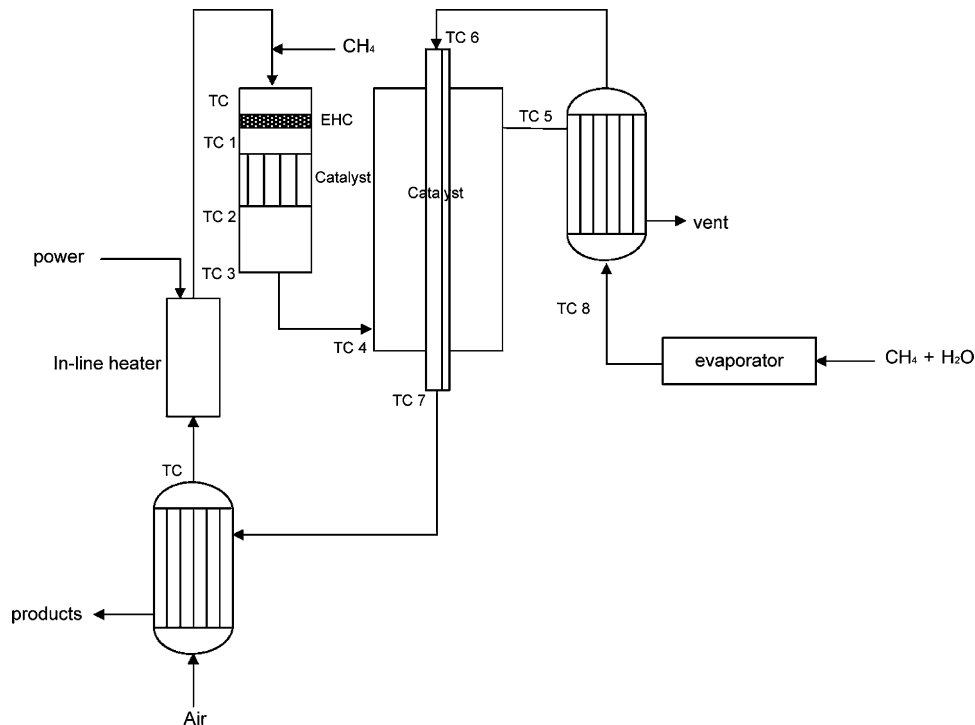 TC 6
CH₄
TC
EHC
TC 5
TC 1
Catalyst
Catalyst
TC 2
vent
power
TC 3
TC 8
TC 4
In-line heater
evaporator
CH₄ + H₂O
TC 7
TC
products
Air